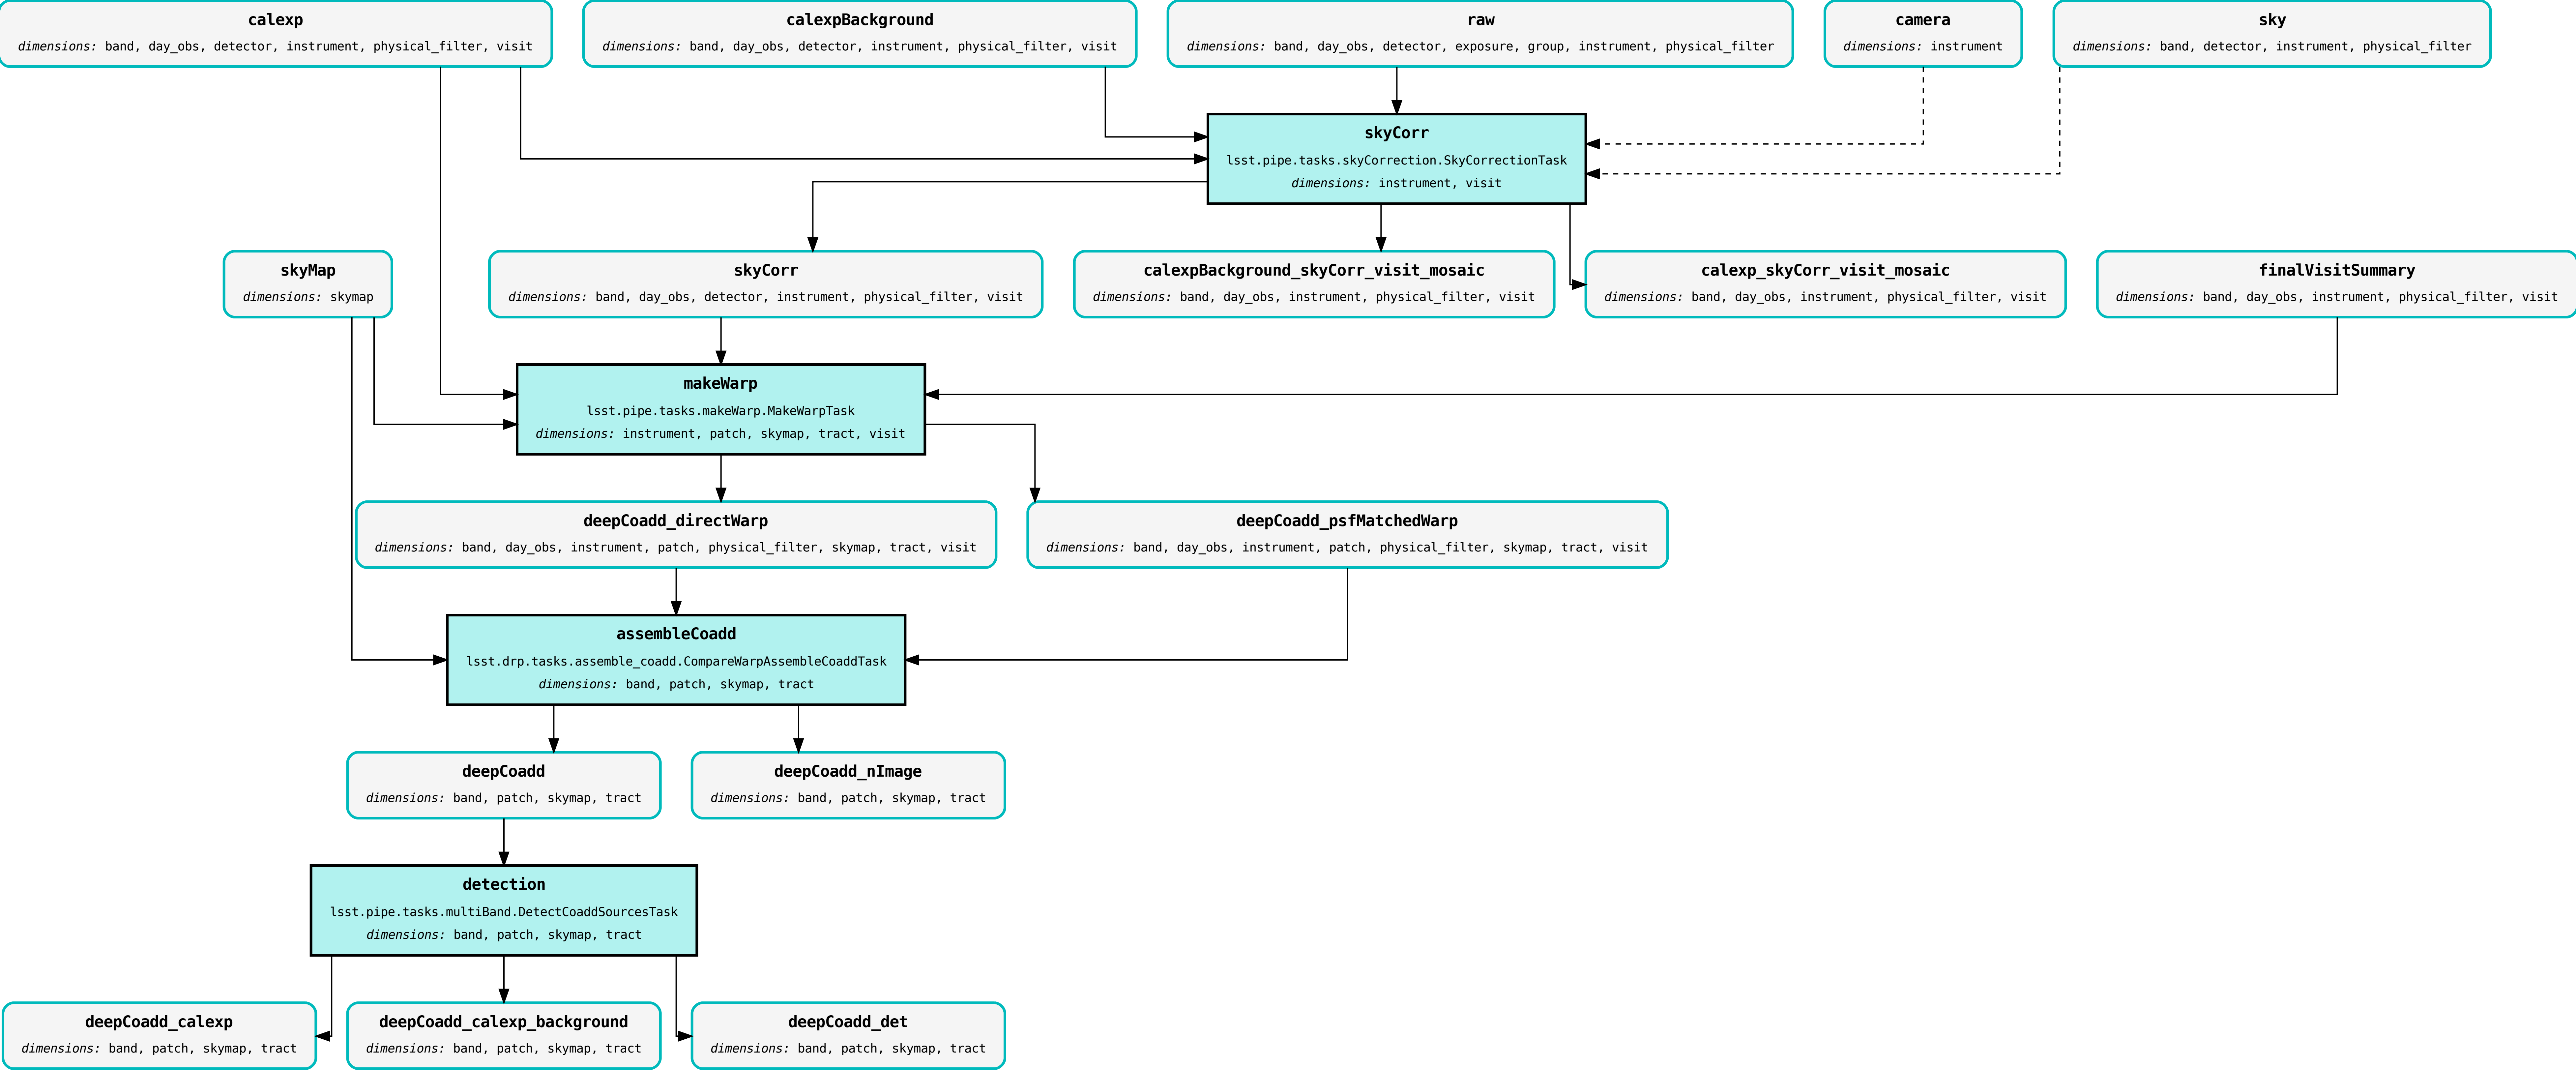 calexp
dimensions: band, day_obs, detector, instrument, physical_filter, visit
calexpBackground
dimensions: band, day_obs, detector, instrument, physical_filter, visit
raw
dimensions: band, day_obs, detector, exposure, group, instrument, physical_filter
camera
dimensions: instrument
sky
dimensions: band, detector, instrument, physical_filter
skyCorr
lsst.pipe.tasks.skyCorrection.SkyCorrectionTask
dimensions: instrument, visit
skyMap
dimensions: skymap
skyCorr
dimensions: band, day_obs, detector, instrument, physical_filter, visit
calexpBackground_skyCorr_visit_mosaic
dimensions: band, day_obs, instrument, physical_filter, visit
calexp_skyCorr_visit_mosaic
dimensions: band, day_obs, instrument, physical_filter, visit
finalVisitSummary
dimensions: band, day_obs, instrument, physical_filter, visit
makeWarp
lsst.pipe.tasks.makeWarp.MakeWarpTask
dimensions: instrument, patch, skymap, tract, visit
deepCoadd_directWarp
dimensions: band, day_obs, instrument, patch, physical_filter, skymap, tract, visit
deepCoadd_psfMatchedWarp
dimensions: band, day_obs, instrument, patch, physical_filter, skymap, tract, visit
assembleCoadd
lsst.drp.tasks.assemble_coadd.CompareWarpAssembleCoaddTask
dimensions: band, patch, skymap, tract
deepCoadd
dimensions: band, patch, skymap, tract
deepCoadd_nImage
dimensions: band, patch, skymap, tract
detection
lsst.pipe.tasks.multiBand.DetectCoaddSourcesTask
dimensions: band, patch, skymap, tract
deepCoadd_calexp
dimensions: band, patch, skymap, tract
deepCoadd_calexp_background
dimensions: band, patch, skymap, tract
deepCoadd_det
dimensions: band, patch, skymap, tract